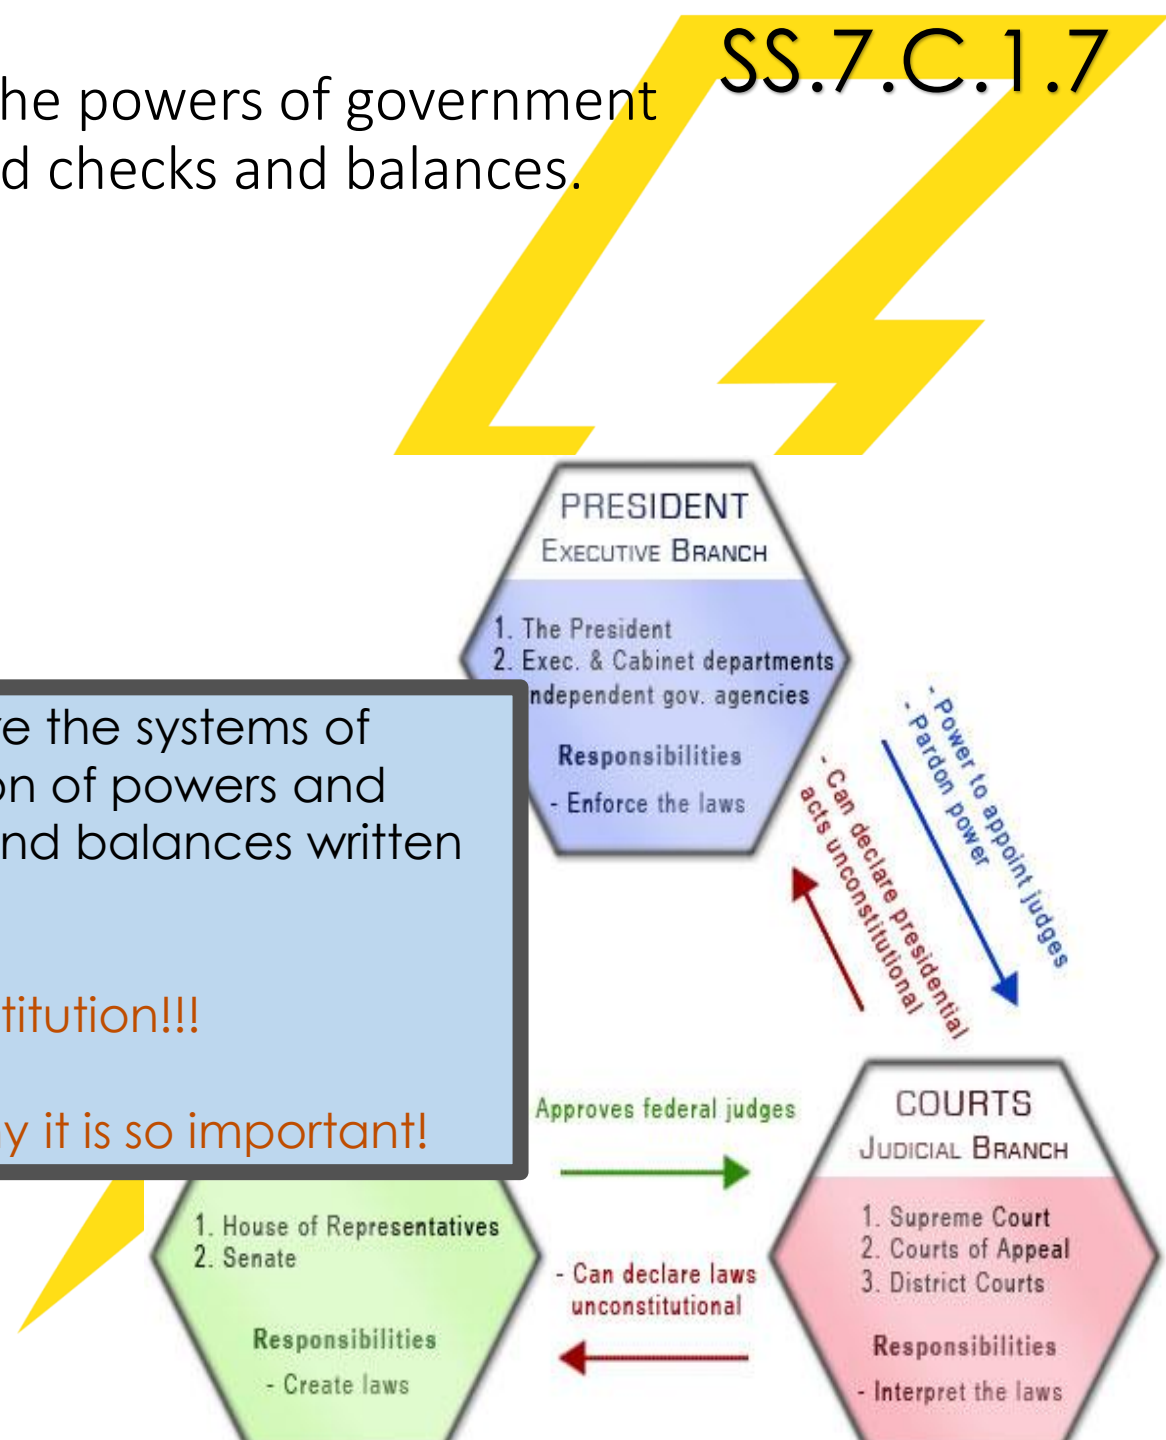 SS.7.C.1.7
he powers of government
d checks and balances.
PRESIDENT
EXECUTIVE BRANCH
1. The President
2. Exec. & Cabinet departments
ndependent gov. agencies
Responsibilities
- Enforce the laws
re the systems of
on of powers and
nd balances written
titution!!!
y it is so important!
- Power to appoint judges
- Pardon power
- Can declare presidential
acts unconstitutional
Approves federal judges
COURTS
JUDICIAL BRANCH
1. Supreme Court
2. Courts of Appeal
3. District Courts
Responsibilities
- Interpret the laws
- Can declare laws
unconstitutional
1. House of Representatives
2. Senate
Responsibilities
- Create laws